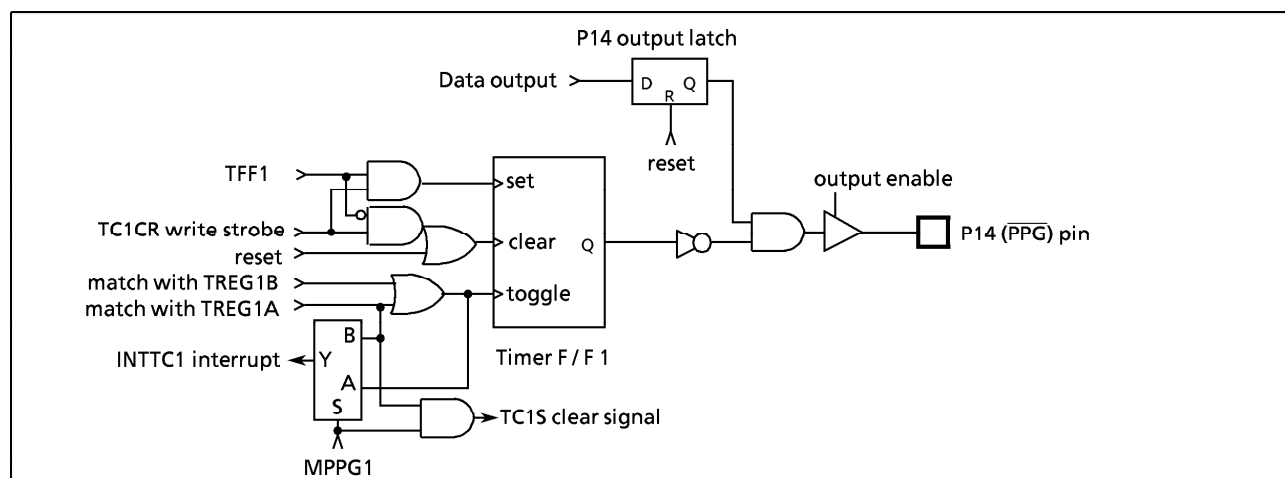 P14 output latch
Data output
D
Q
R
reset
TFF1
set
output enable
TC1CR write strobe
clear
Q
P14 (P̅P̅G̅) pin
reset
match with TREG1B
toggle
match with TREG1A
B
INTTC1 interrupt
Y
Timer F / F 1
A
S
TC1S clear signal
MPPG1